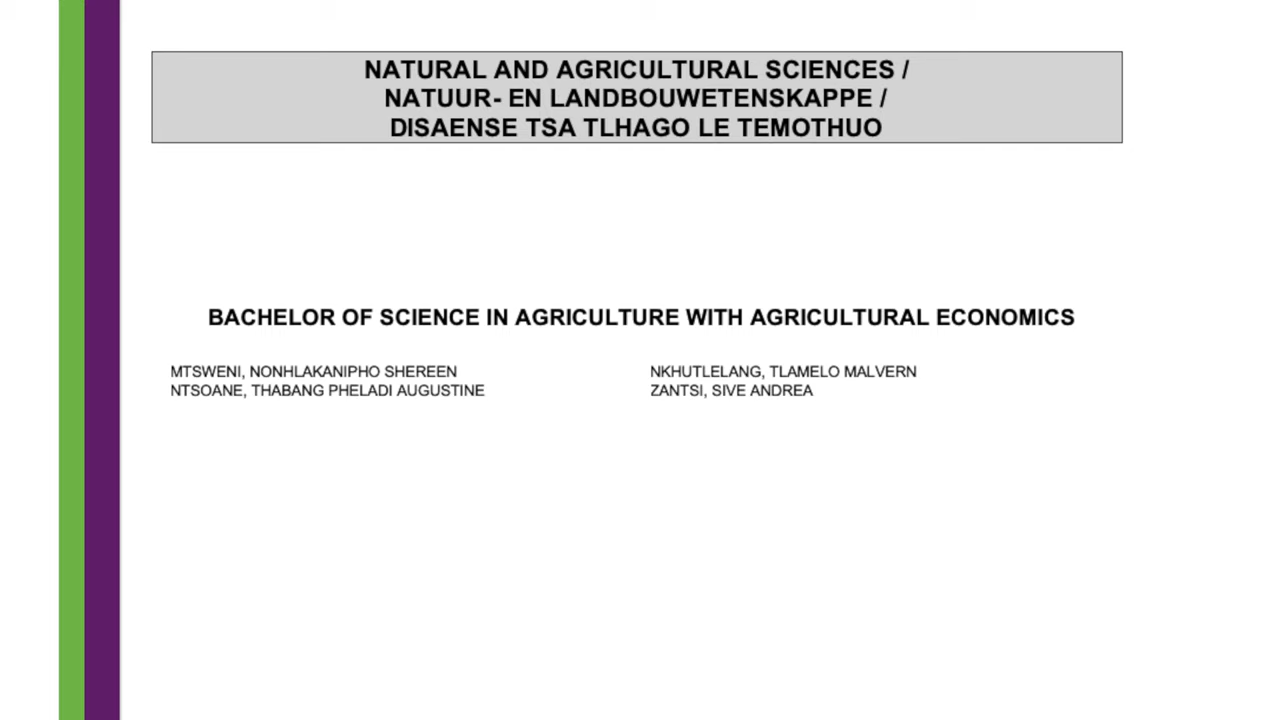 NATURAL AND AGRICULTURAL SCIENCES /
NATUUR- EN LANDBOUWETENSKAPPE /
DISAENSE TSA TLHAGO LE TEMOTHUO
BACHELOR OF SCIENCE IN AGRICULTURE WITH AGRICULTURAL ECONOMICS
MTSWENI, NONHLAKANIPHO SHEREEN
NTSOANE, THABANG PHELADI AUGUSTINE
NKHUTLELANG, TLAMELO MALVERN
ZANTSI, SIVE ANDREA